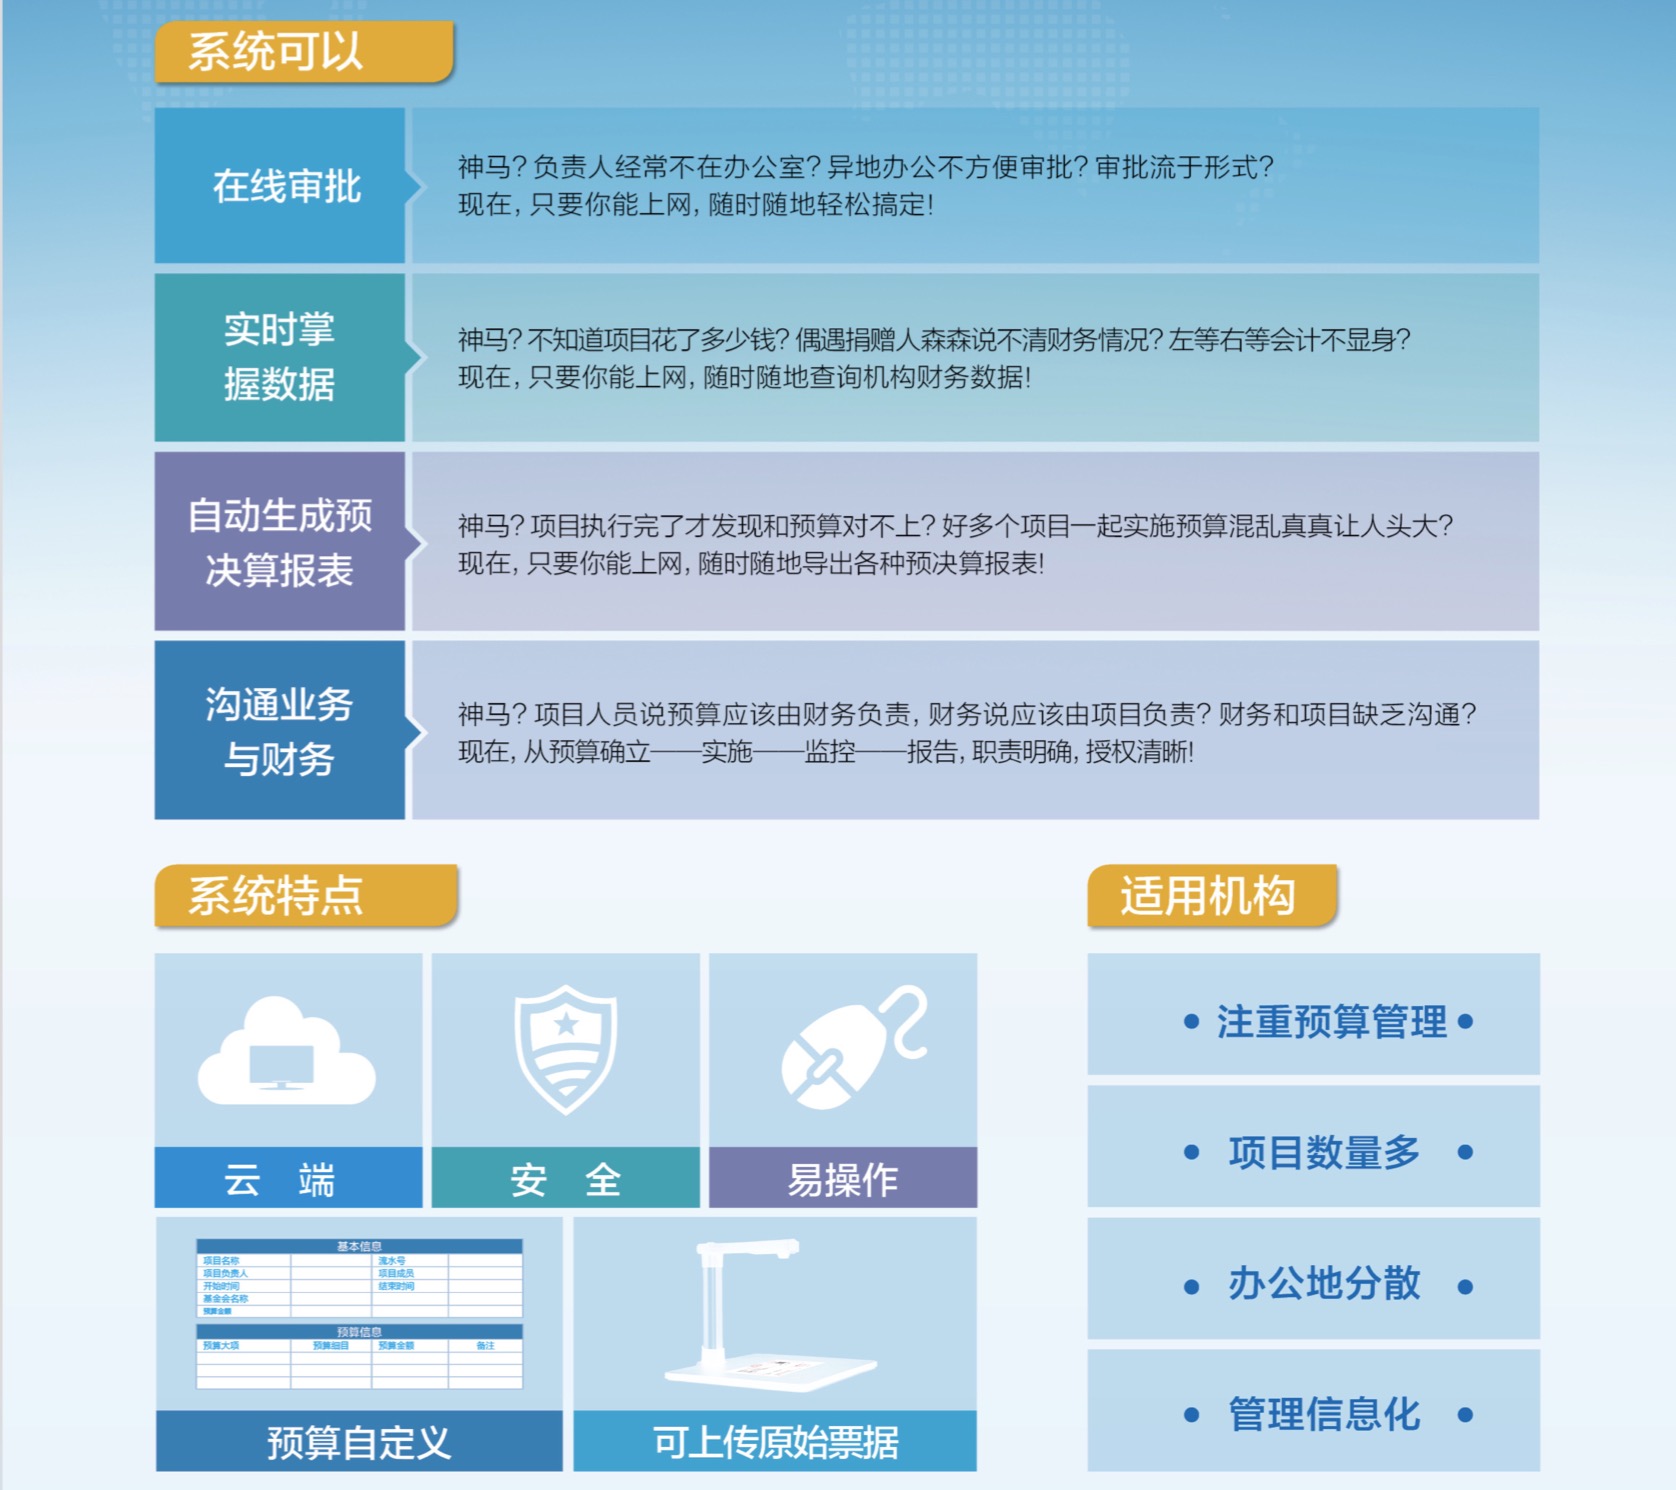 系统可以
在线审批
神马？负责人经常不在办公室？异地办公不方便审批？审批流于形式？
现在，只要你能上网，随时随地轻松搞定！
实时掌
握数据
神马？不知道项目花了多少钱？偶遇捐赠人森森说不清财务情况？左等右等会计不显身？
现在，只要你能上网，随时随地查询机构财务数据！
自动生成预
决算报表
神马？项目执行完了才发现和预算对不上？好多个项目一起实施预算混乱真真让人头大？
现在，只要你能上网，随时随地导出各种预决算报表！
沟通业务
与财务
神马？项目人员说预算应该由财务负责，财务说应该由项目负责？财务和项目缺乏沟通？
现在，从预算确立——实施——监控——报告，职责明确，授权清晰！
系统特点
云 端
安 全
易操作
基本信息
项目名称 流水号
项目负责人 项目成员
开始时间 结束时间
基金会名称
预算金额
预算信息
预算大项 预算细目 预算金额 备注
预算自定义
可上传原始票据
适用机构
• 注重预算管理 •
• 项目数量多 •
• 办公地分散 •
• 管理信息化 •